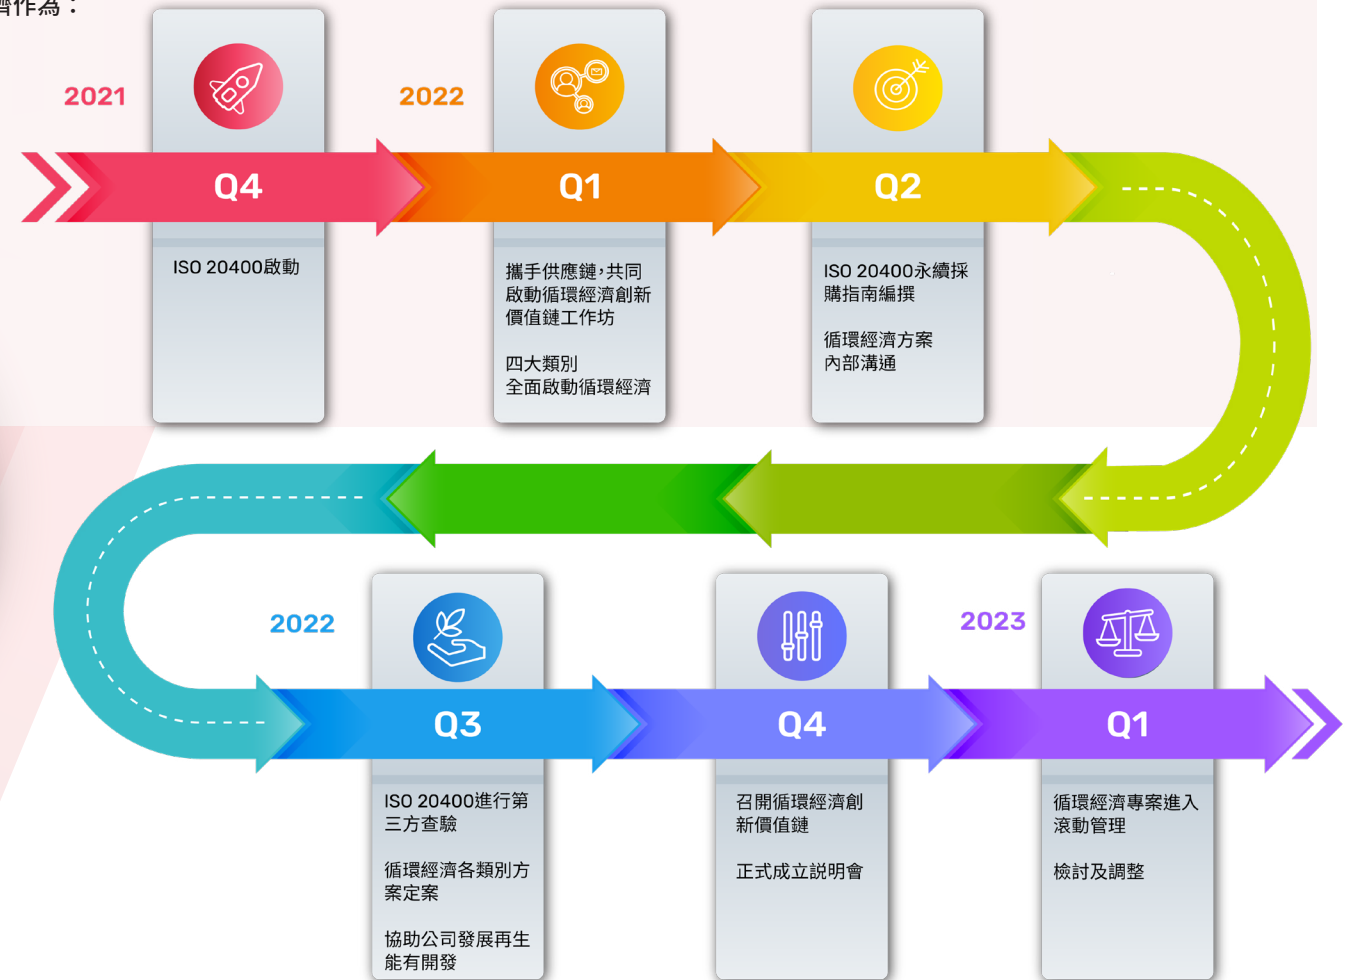 濟作為：
2021
Q4
ISO 20400啟動
2022
Q1
攜手供應鏈，共同
啟動循環經濟創新
價值鏈工作坊
四大類別
全面啟動循環經濟
Q2
ISO 20400永續採
購指南編撰
循環經濟方案
內部溝通
2022
Q3
ISO 20400進行第
三方查驗
循環經濟各類別方
案定案
協助公司發展再生
能有開發
Q4
召開循環經濟創
新價值鏈
正式成立說明會
2023
Q1
循環經濟專案進入
滾動管理
檢討及調整